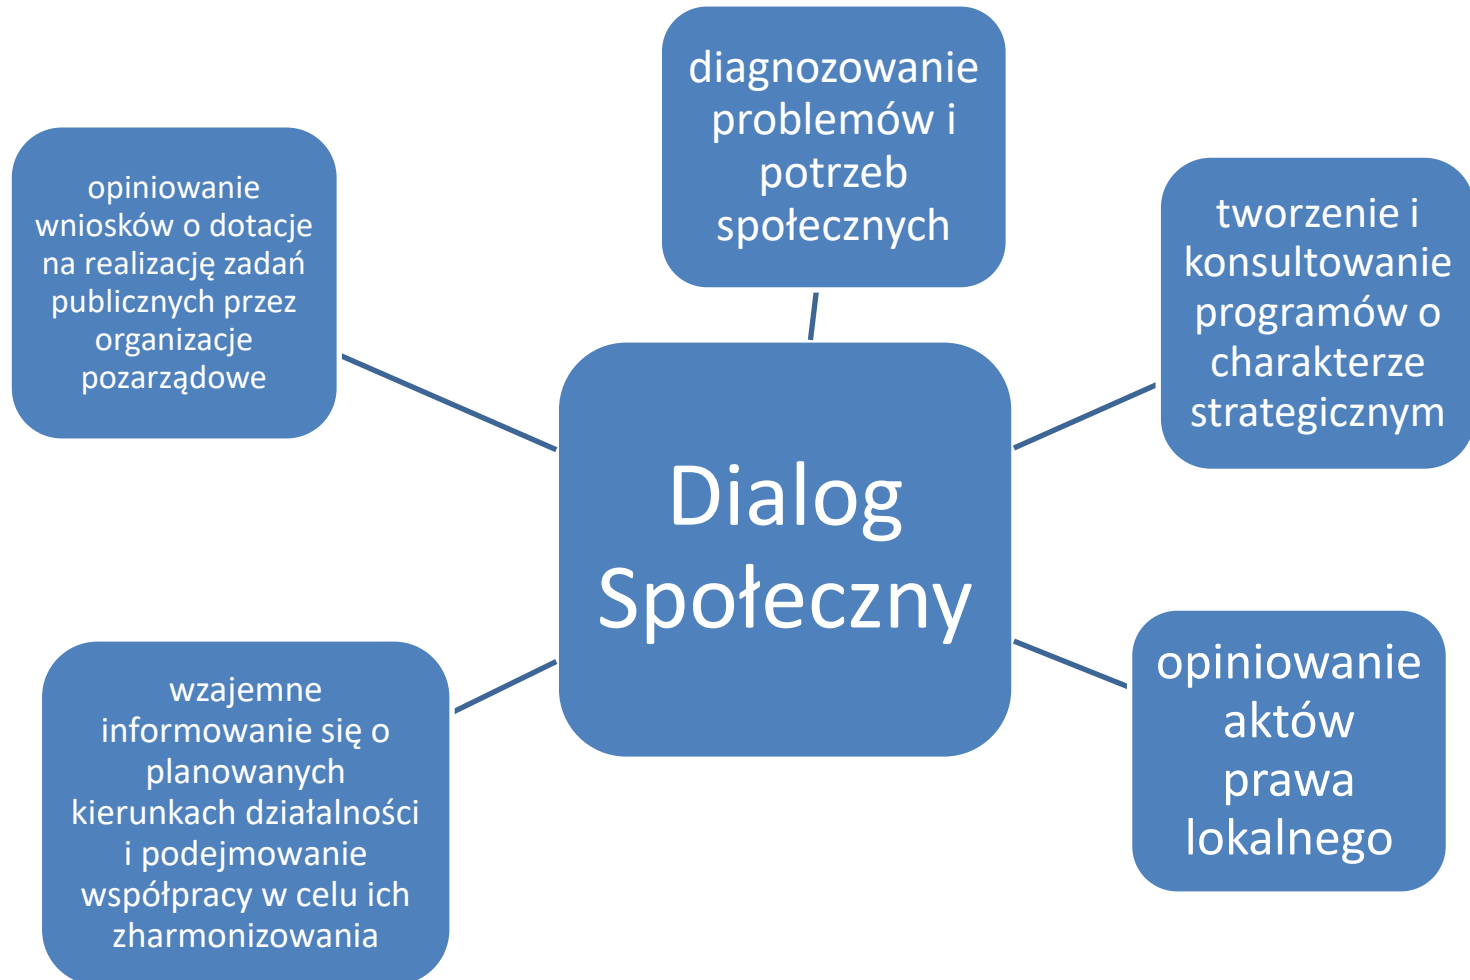 diagnozowanie
problemów i
potrzeb
społecznych
tworzenie i
konsultowanie
programów o
charakterze
strategicznym
opiniowanie
aktów
prawa
lokalnego
wzajemne
informowanie się o
planowanych
kierunkach działalności
i podejmowanie
współpracy w celu ich
zharmonizowania
opiniowanie
wniosków o dotacje
na realizację zadań
publicznych przez
organizacje
pozarządowe
Dialog
Społeczny